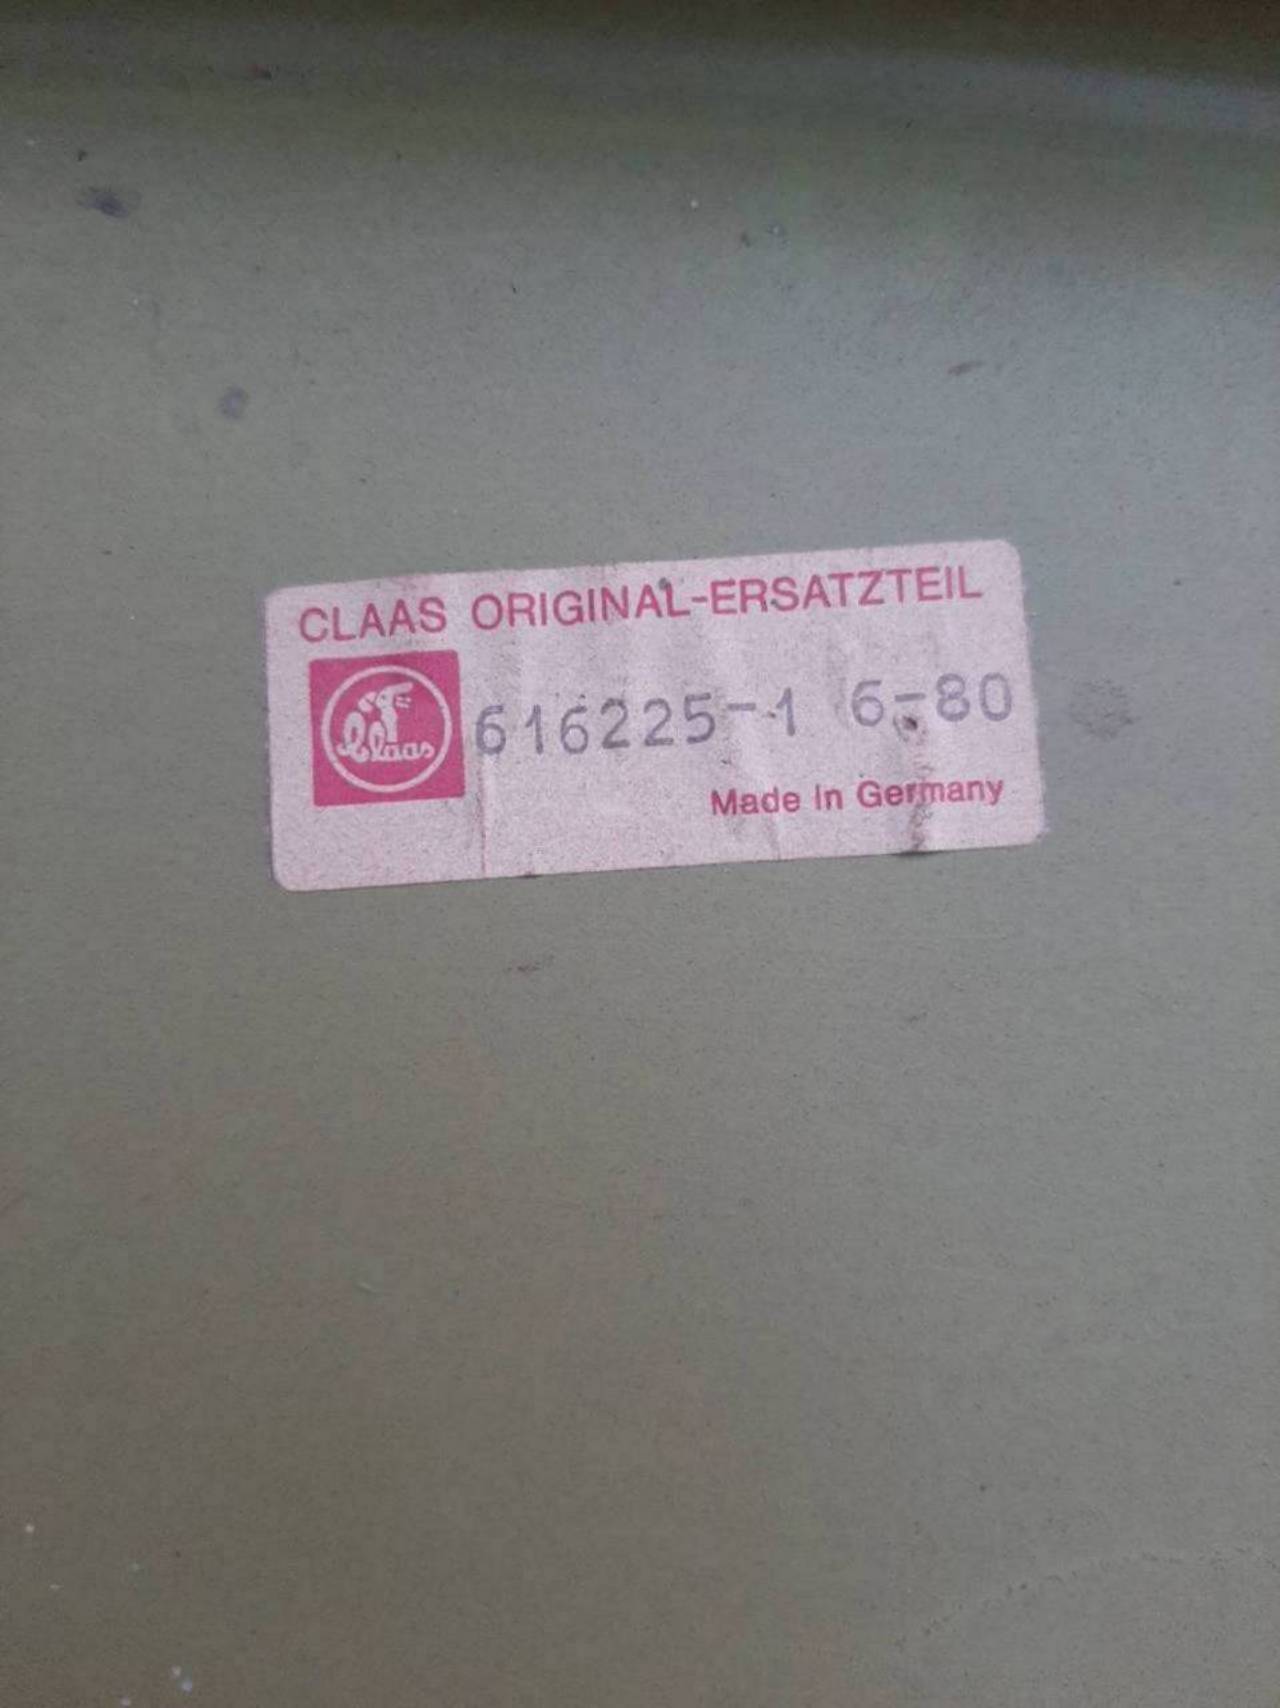 CLAAS ORIGINAL-ERSATZTEIL
Claas
616225-1 6-80
Made in Germany